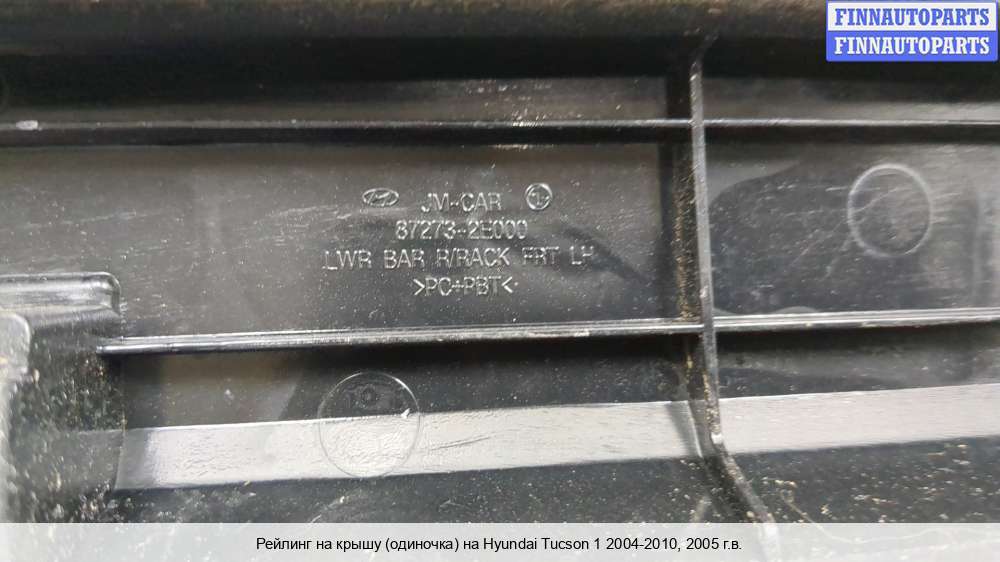 FINNAUTOPARTS
FINNAUTOPARTS
JM-CAR
87273-2E000
LWR BAR R/RACK FRT LH
>PC+PBT<
Рейлинг на крышу (одиночка) на Hyundai Tucson 1 2004-2010, 2005 г.в.